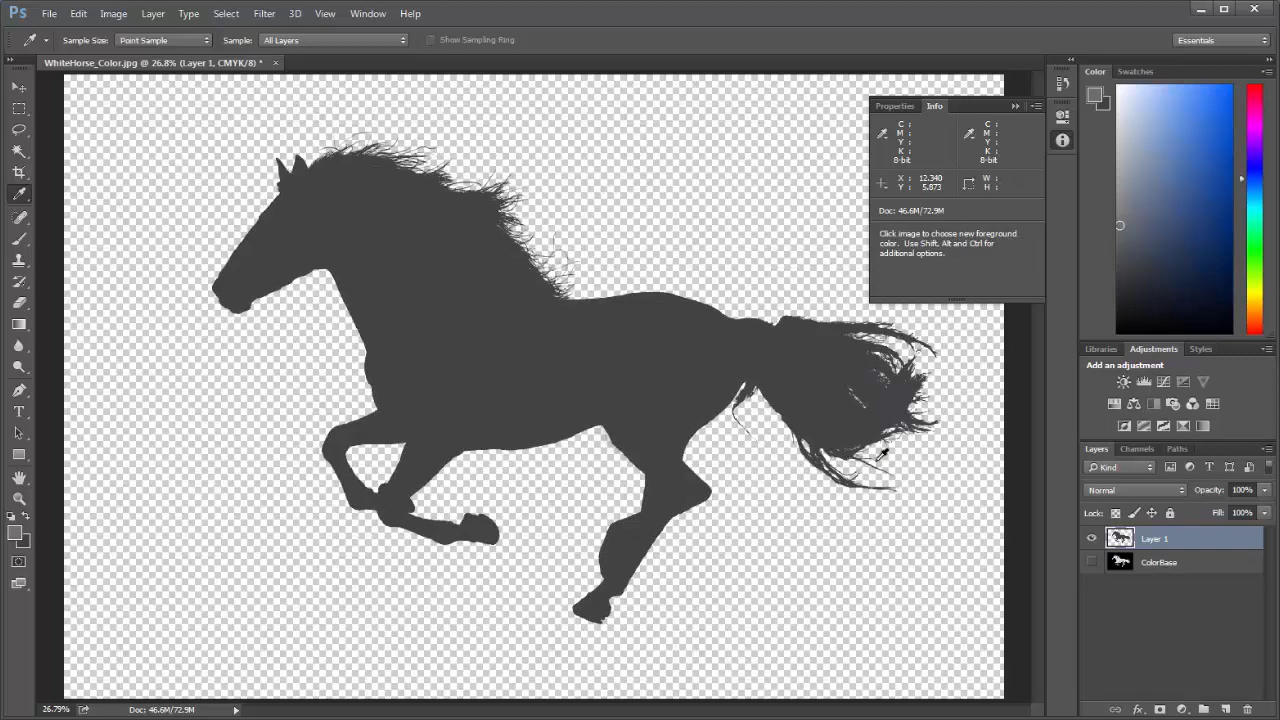 Ps File Edit Image Layer Type Select Filter 3D View Window Help
Sample Size: Point Sample Sample: All Layers Show Sampling Ring Essentials
WhiteHorse_Color.jpg @ 26.8% (Layer 1, CMYK/8) * ×
Color Swatches
Properties Info
C : C :
M : M :
Y : Y :
K : K :
8-bit 8-bit
X : 12.340 W :
Y : 5.873 H :
Doc: 46.6M/72.9M
Click image to choose new foreground
color. Use Shift, Alt and Ctrl for
additional options.
Libraries Adjustments Styles
Add an adjustment
Layers Channels Paths
Kind
Normal Opacity: 100%
Lock: Fill: 100%
Layer 1
ColorBase
26.79% Doc: 46.6M/72.9M